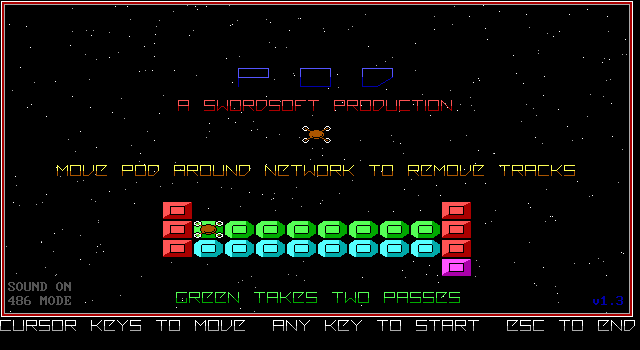 POD
A SWORDSOFT PRODUCTION
MOVE POD AROUND NETWORK TO REMOVE TRACKS
SOUND ON
486 MODE
GREEN TAKES TWO PASSES
v1.3
CURSOR KEYS TO MOVE ANY KEY TO START ESC TO END